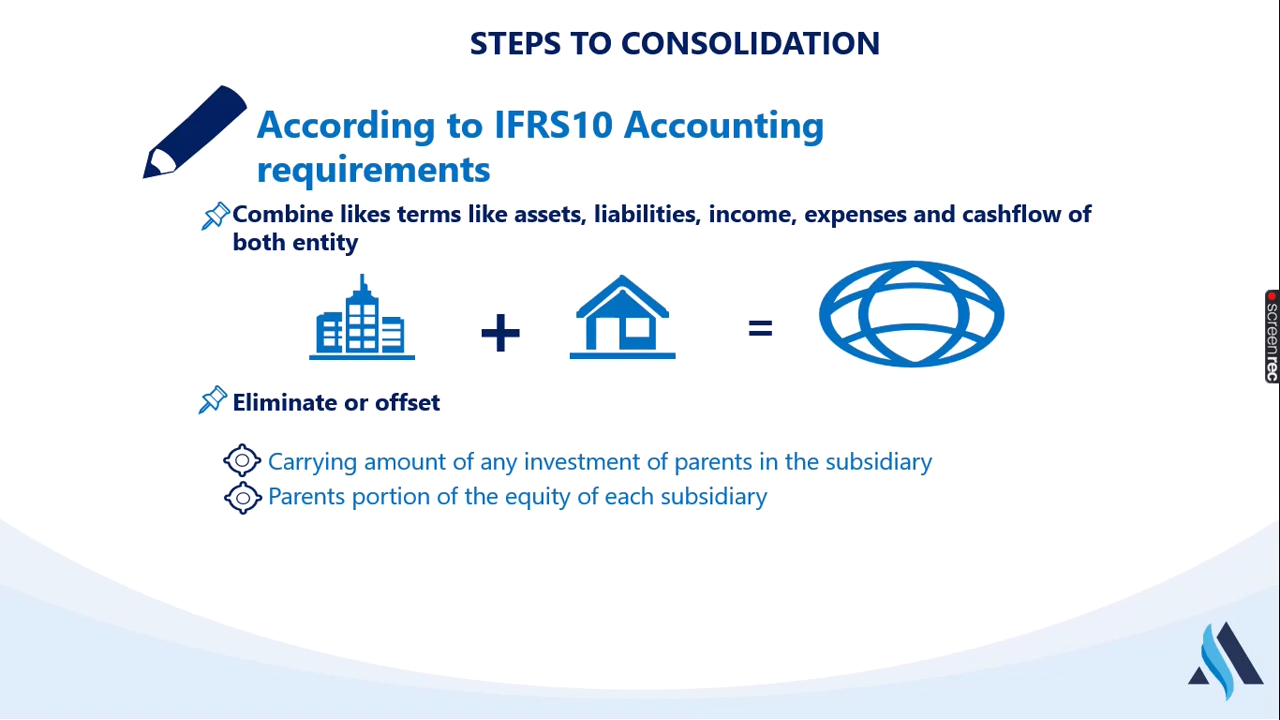 STEPS TO CONSOLIDATION
According to IFRS10 Accounting
requirements
Combine likes terms like assets, liabilities, income, expenses and cashflow of
both entity
+
=
Eliminate or offset
Carrying amount of any investment of parents in the subsidiary
Parents portion of the equity of each subsidiary
screenrec